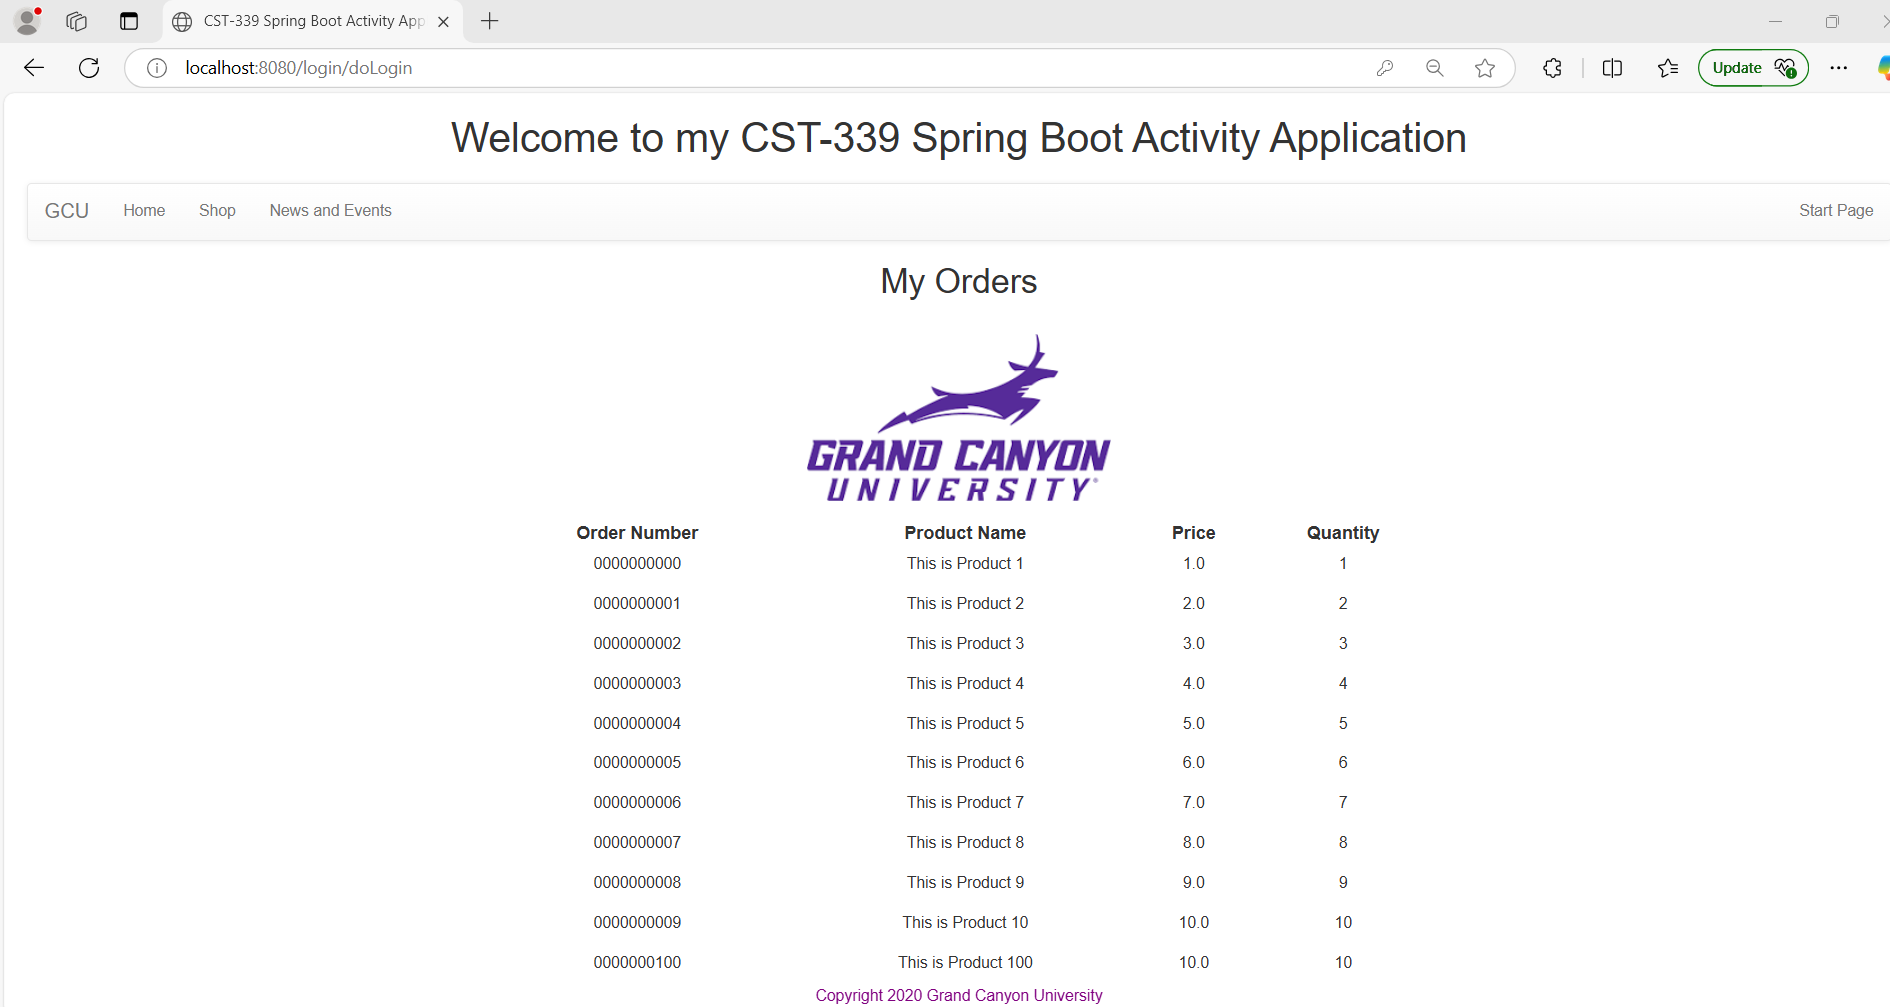 CST-339 Spring Boot Activity App
localhost:8080/login/doLogin
Update
Welcome to my CST-339 Spring Boot Activity Application
GCU Home Shop News and Events Start Page
My Orders
GRAND CANYON
UNIVERSITY
Order Number Product Name Price Quantity
0000000000 This is Product 1 1.0 1
0000000001 This is Product 2 2.0 2
0000000002 This is Product 3 3.0 3
0000000003 This is Product 4 4.0 4
0000000004 This is Product 5 5.0 5
0000000005 This is Product 6 6.0 6
0000000006 This is Product 7 7.0 7
0000000007 This is Product 8 8.0 8
0000000008 This is Product 9 9.0 9
0000000009 This is Product 10 10.0 10
0000000100 This is Product 100 10.0 10
Copyright 2020 Grand Canyon University